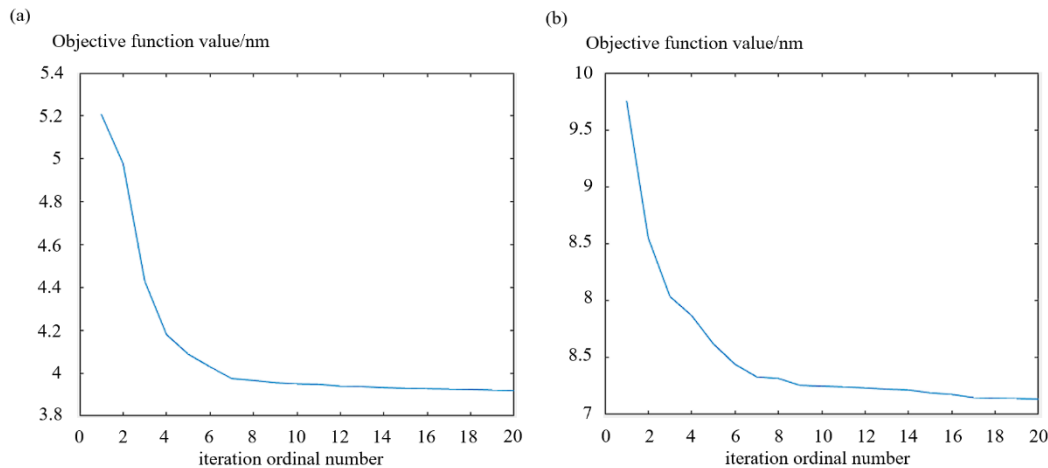 (a)
Objective function value/nm
5.4
5.2
5
4.8
4.6
4.4
4.2
4
3.8
0 2 4 6 8 10 12 14 16 18 20
iteration ordinal number
(b)
Objective function value/nm
10
9.5
9
8.5
8
8.5
7
0 2 4 6 8 10 12 14 16 18 20
iteration ordinal number